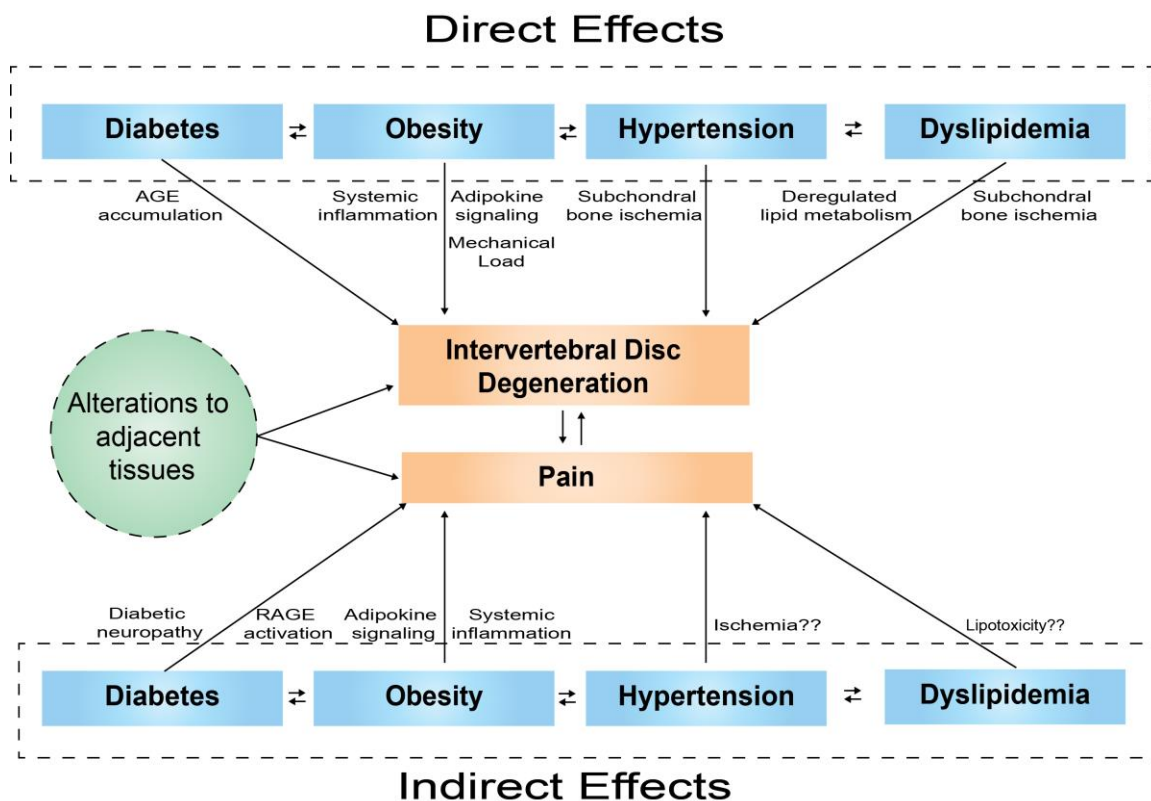 Direct Effects
Diabetes
Obesity
Hypertension
Dyslipidemia
AGE
accumulation
Systemic
inflammation
Adipokine
signaling
Mechanical
Load
Subchondral
bone ischemia
Deregulated
lipid metabolism
Subchondral
bone ischemia
Intervertebral Disc
Degeneration
Alterations to
adjacent
tissues
Pain
Diabetic
neuropathy
RAGE
activation
Adipokine
signaling
Systemic
inflammation
Ischemia??
Lipotoxicity??
Diabetes
Obesity
Hypertension
Dyslipidemia
Indirect Effects